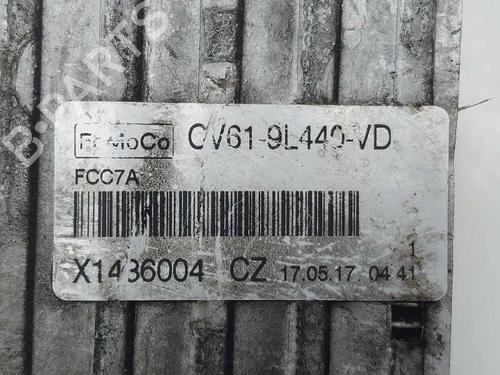 B-PARTS
FoMoCo CV61-9L440-VD
FCC7A
1
X1436004 CZ 17.05.17 04 41